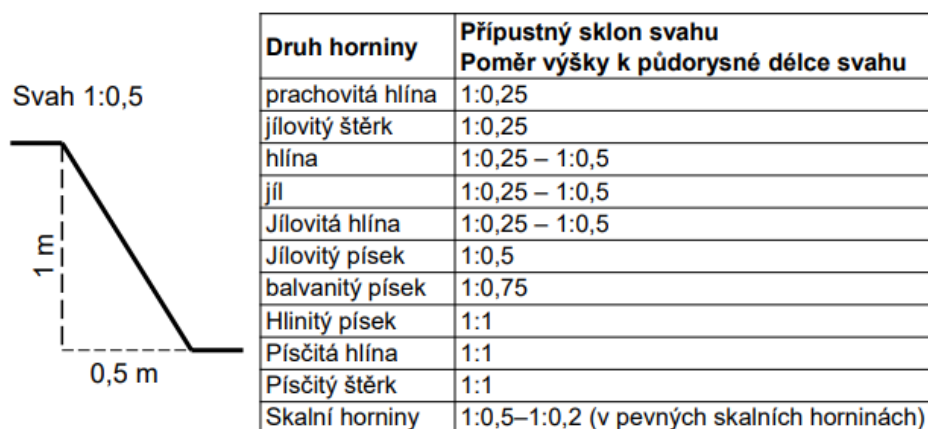 Svah 1:0,5
1 m
0,5 m
Druh horniny
Přípustný sklon svahu
Poměr výšky k půdorysné délce svahu
prachovitá hlína 1:0,25
jílovitý štěrk 1:0,25
hlína 1:0,25 – 1:0,5
jíl 1:0,25 – 1:0,5
Jílovitá hlína 1:0,25 – 1:0,5
Jílovitý písek 1:0,5
balvanitý písek 1:0,75
Hlinitý písek 1:1
Písčitá hlína 1:1
Písčitý štěrk 1:1
Skalní horniny 1:0,5–1:0,2 (v pevných skalních horninách)